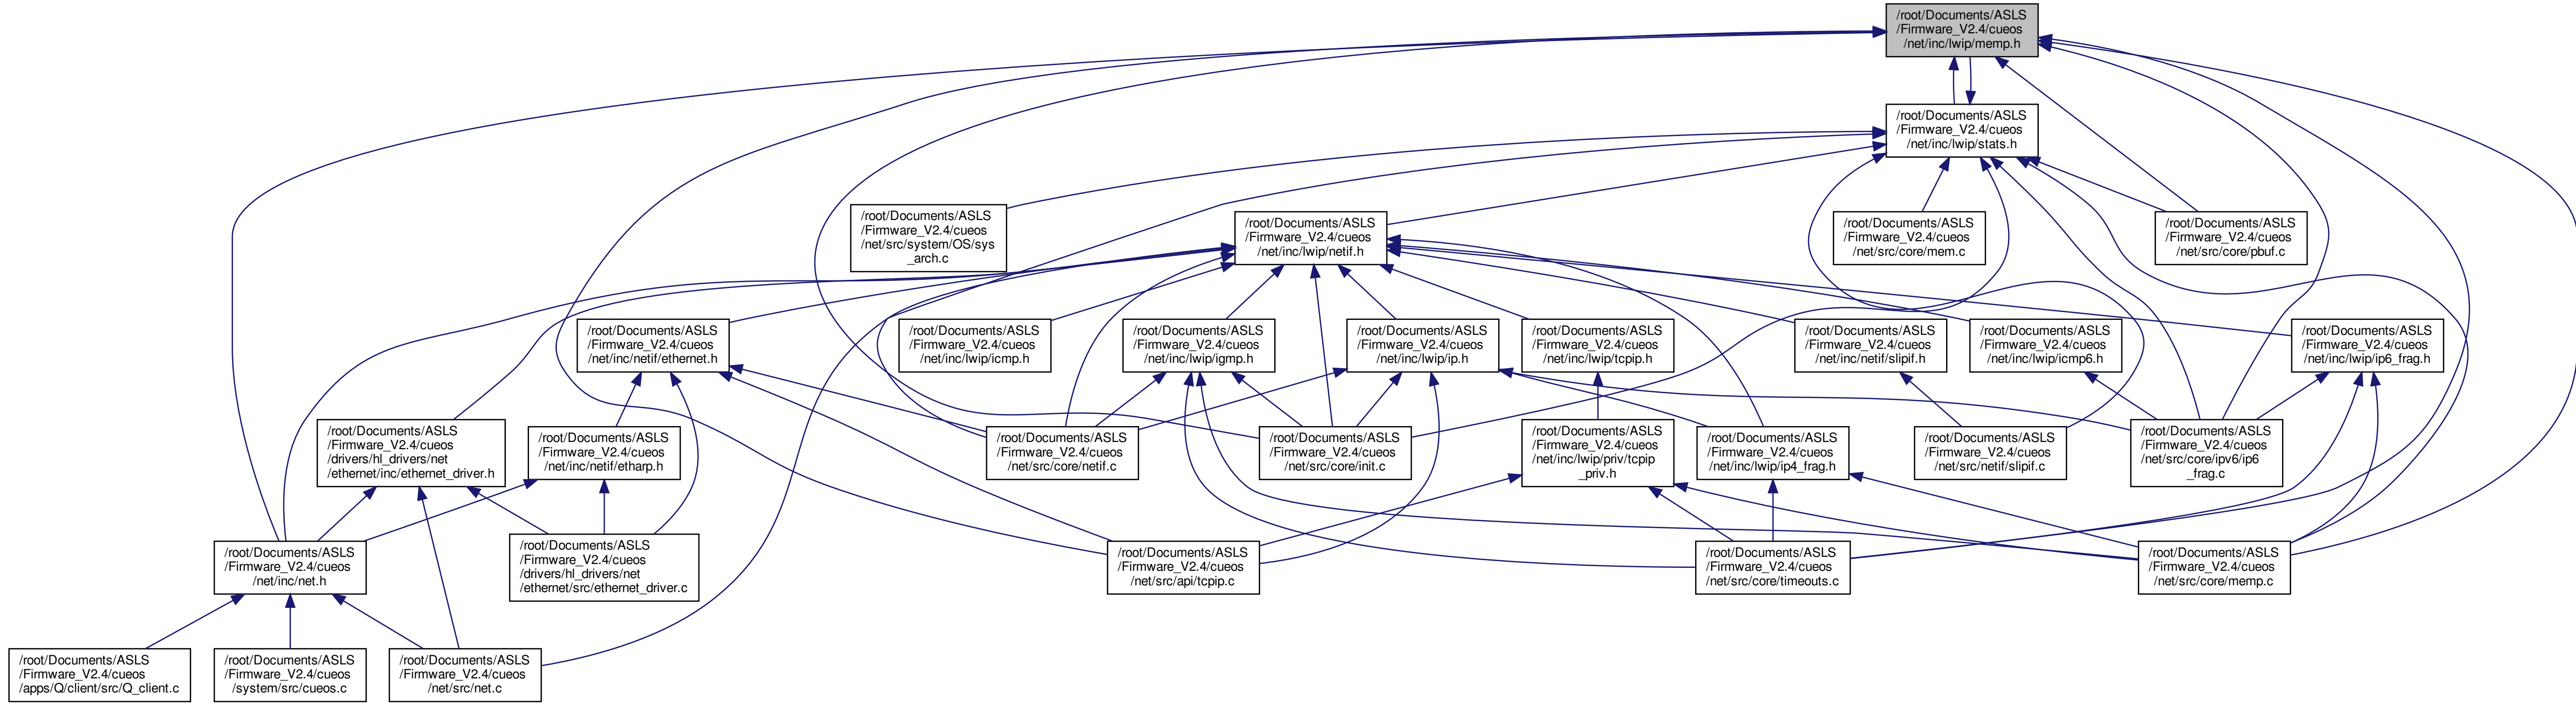 /root/Documents/ASLS
/Firmware_V2.4/cueos
/net/inc/lwip/memp.h
/root/Documents/ASLS
/Firmware_V2.4/cueos
/net/inc/lwip/stats.h
/root/Documents/ASLS
/Firmware_V2.4/cueos
/net/src/system/OS/sys
_arch.c
/root/Documents/ASLS
/Firmware_V2.4/cueos
/net/inc/lwip/netif.h
/root/Documents/ASLS
/Firmware_V2.4/cueos
/net/src/core/mem.c
/root/Documents/ASLS
/Firmware_V2.4/cueos
/net/src/core/pbuf.c
/root/Documents/ASLS
/Firmware_V2.4/cueos
/net/inc/netif/ethernet.h
/root/Documents/ASLS
/Firmware_V2.4/cueos
/net/inc/lwip/icmp.h
/root/Documents/ASLS
/Firmware_V2.4/cueos
/net/inc/lwip/igmp.h
/root/Documents/ASLS
/Firmware_V2.4/cueos
/net/inc/lwip/ip.h
/root/Documents/ASLS
/Firmware_V2.4/cueos
/net/inc/lwip/tcpip.h
/root/Documents/ASLS
/Firmware_V2.4/cueos
/net/inc/netif/slipif.h
/root/Documents/ASLS
/Firmware_V2.4/cueos
/net/inc/lwip/icmp6.h
/root/Documents/ASLS
/Firmware_V2.4/cueos
/net/inc/lwip/ip6_frag.h
/root/Documents/ASLS
/Firmware_V2.4/cueos
/drivers/hl_drivers/net
/ethernet/inc/ethernet_driver.h
/root/Documents/ASLS
/Firmware_V2.4/cueos
/net/inc/netif/etharp.h
/root/Documents/ASLS
/Firmware_V2.4/cueos
/net/src/core/netif.c
/root/Documents/ASLS
/Firmware_V2.4/cueos
/net/src/core/init.c
/root/Documents/ASLS
/Firmware_V2.4/cueos
/net/inc/lwip/priv/tcpip
_priv.h
/root/Documents/ASLS
/Firmware_V2.4/cueos
/net/inc/lwip/ip4_frag.h
/root/Documents/ASLS
/Firmware_V2.4/cueos
/net/src/netif/slipif.c
/root/Documents/ASLS
/Firmware_V2.4/cueos
/net/src/core/ipv6/ip6
_frag.c
/root/Documents/ASLS
/Firmware_V2.4/cueos
/net/inc/net.h
/root/Documents/ASLS
/Firmware_V2.4/cueos
/drivers/hl_drivers/net
/ethernet/src/ethernet_driver.c
/root/Documents/ASLS
/Firmware_V2.4/cueos
/net/src/api/tcpip.c
/root/Documents/ASLS
/Firmware_V2.4/cueos
/net/src/core/timeouts.c
/root/Documents/ASLS
/Firmware_V2.4/cueos
/net/src/core/memp.c
/root/Documents/ASLS
/Firmware_V2.4/cueos
/apps/Q/client/src/Q_client.c
/root/Documents/ASLS
/Firmware_V2.4/cueos
/system/src/cueos.c
/root/Documents/ASLS
/Firmware_V2.4/cueos
/net/src/net.c